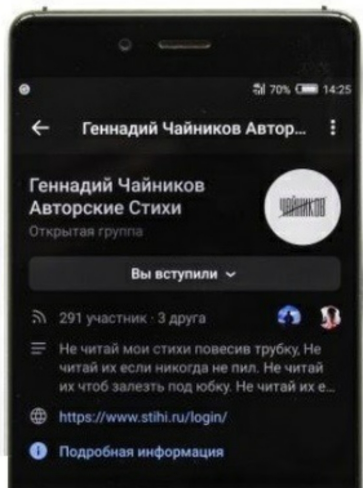 70% 14:25
Геннадий Чайников Автор...
Геннадий Чайников
Авторские Стихи
ЧАЙНИКОВ
Открытая группа
Вы вступили
291 участник · 3 друга
Не читай мои стихи повесив трубку, Не
читай их если никогда не пил. Не читай
их чтоб залезть под юбку. Не читай их е...
https://www.stihi.ru/login/
Подробная информация